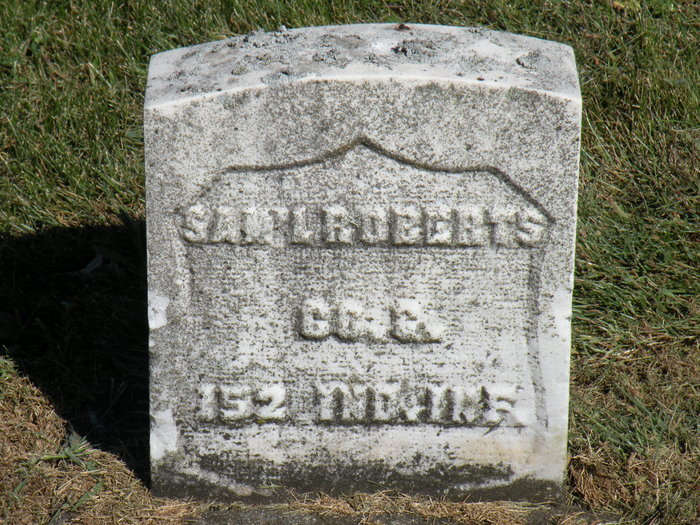 SAM'L ROBERTS
CO. C.
152 IND. INF.